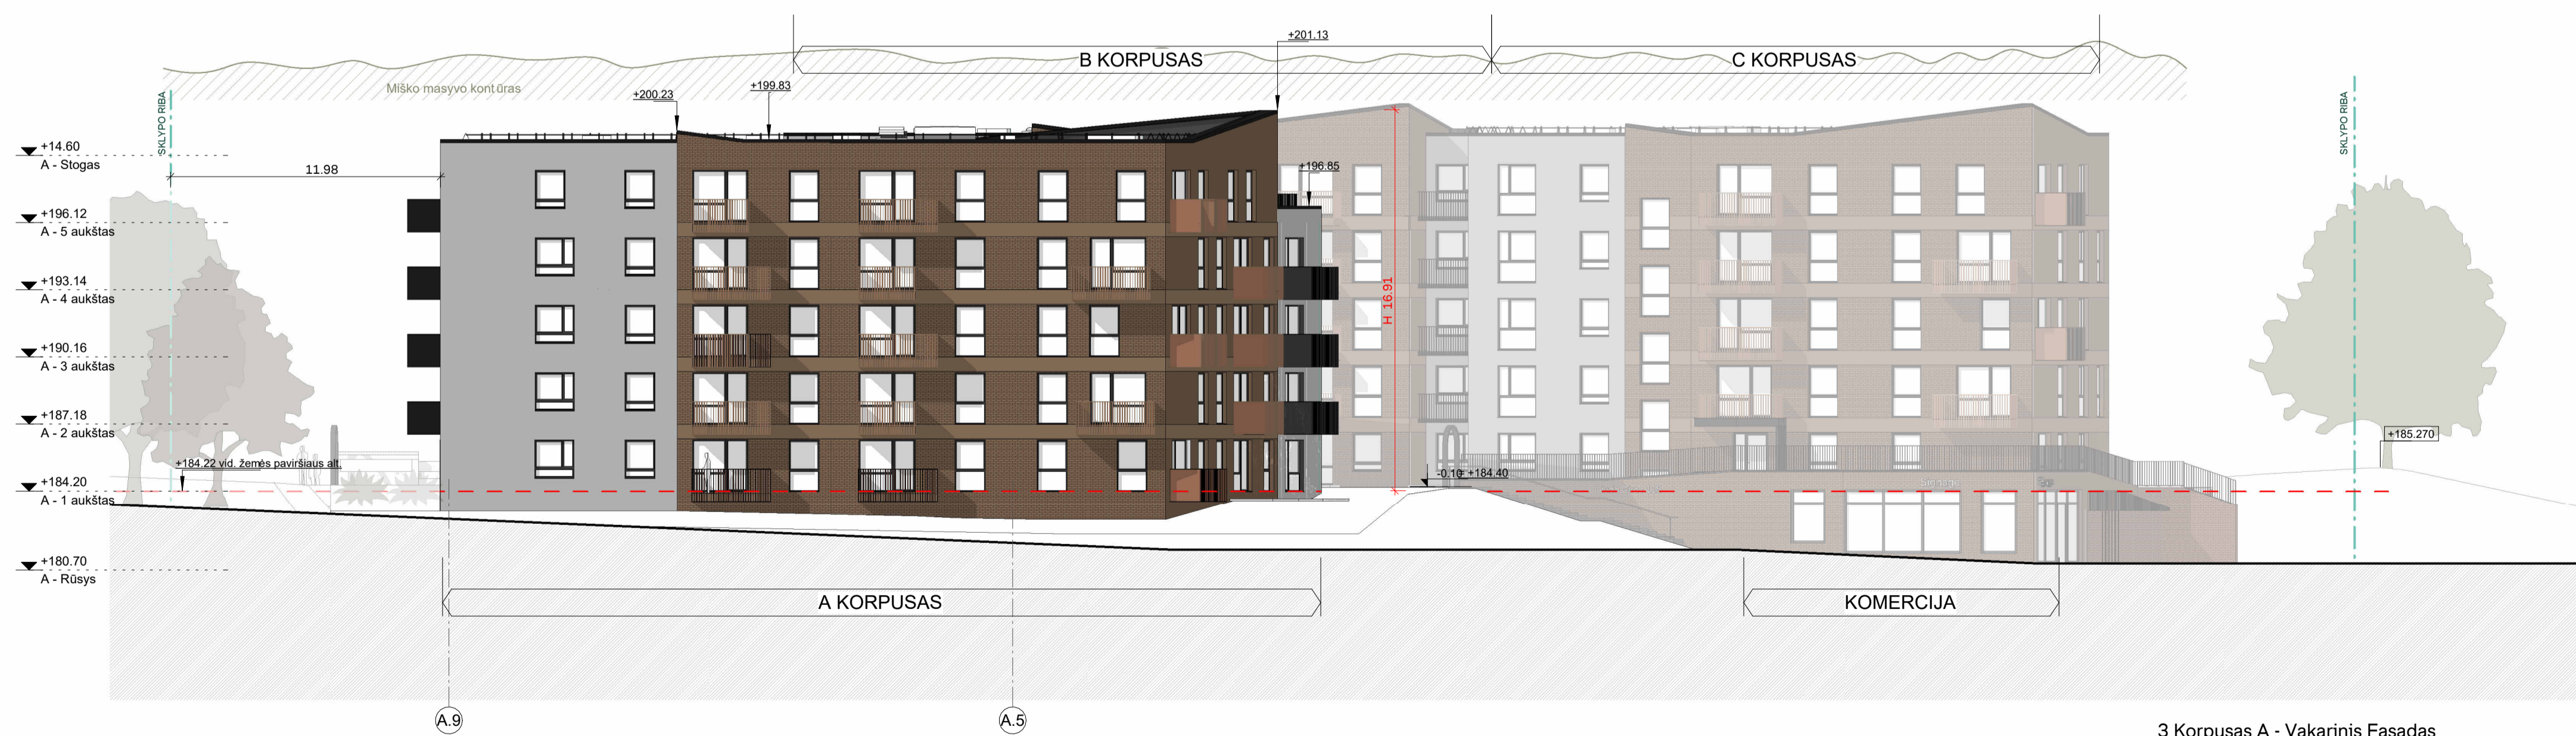 B KORPUSAS
C KORPUSAS
+201.13
Miško masyvo kontūras
+200.23
+199.83
SKLYPO RIBA
SKLYPO RIBA
+14.60
A - Stogas
11.98
+196.85
+196.12
A - 5 aukštas
+193.14
A - 4 aukštas
H 16.91
+190.16
A - 3 aukštas
+187.18
A - 2 aukštas
+185.270
+184.22 vid. žemės paviršiaus alt.
-0.10 = +184.40
+184.20
A - 1 aukštas
Signage
+180.70
A - Rūsys
A KORPUSAS
KOMERCIJA
A.9
A.5
3 Korpusas A - Vakarinis Fasadas